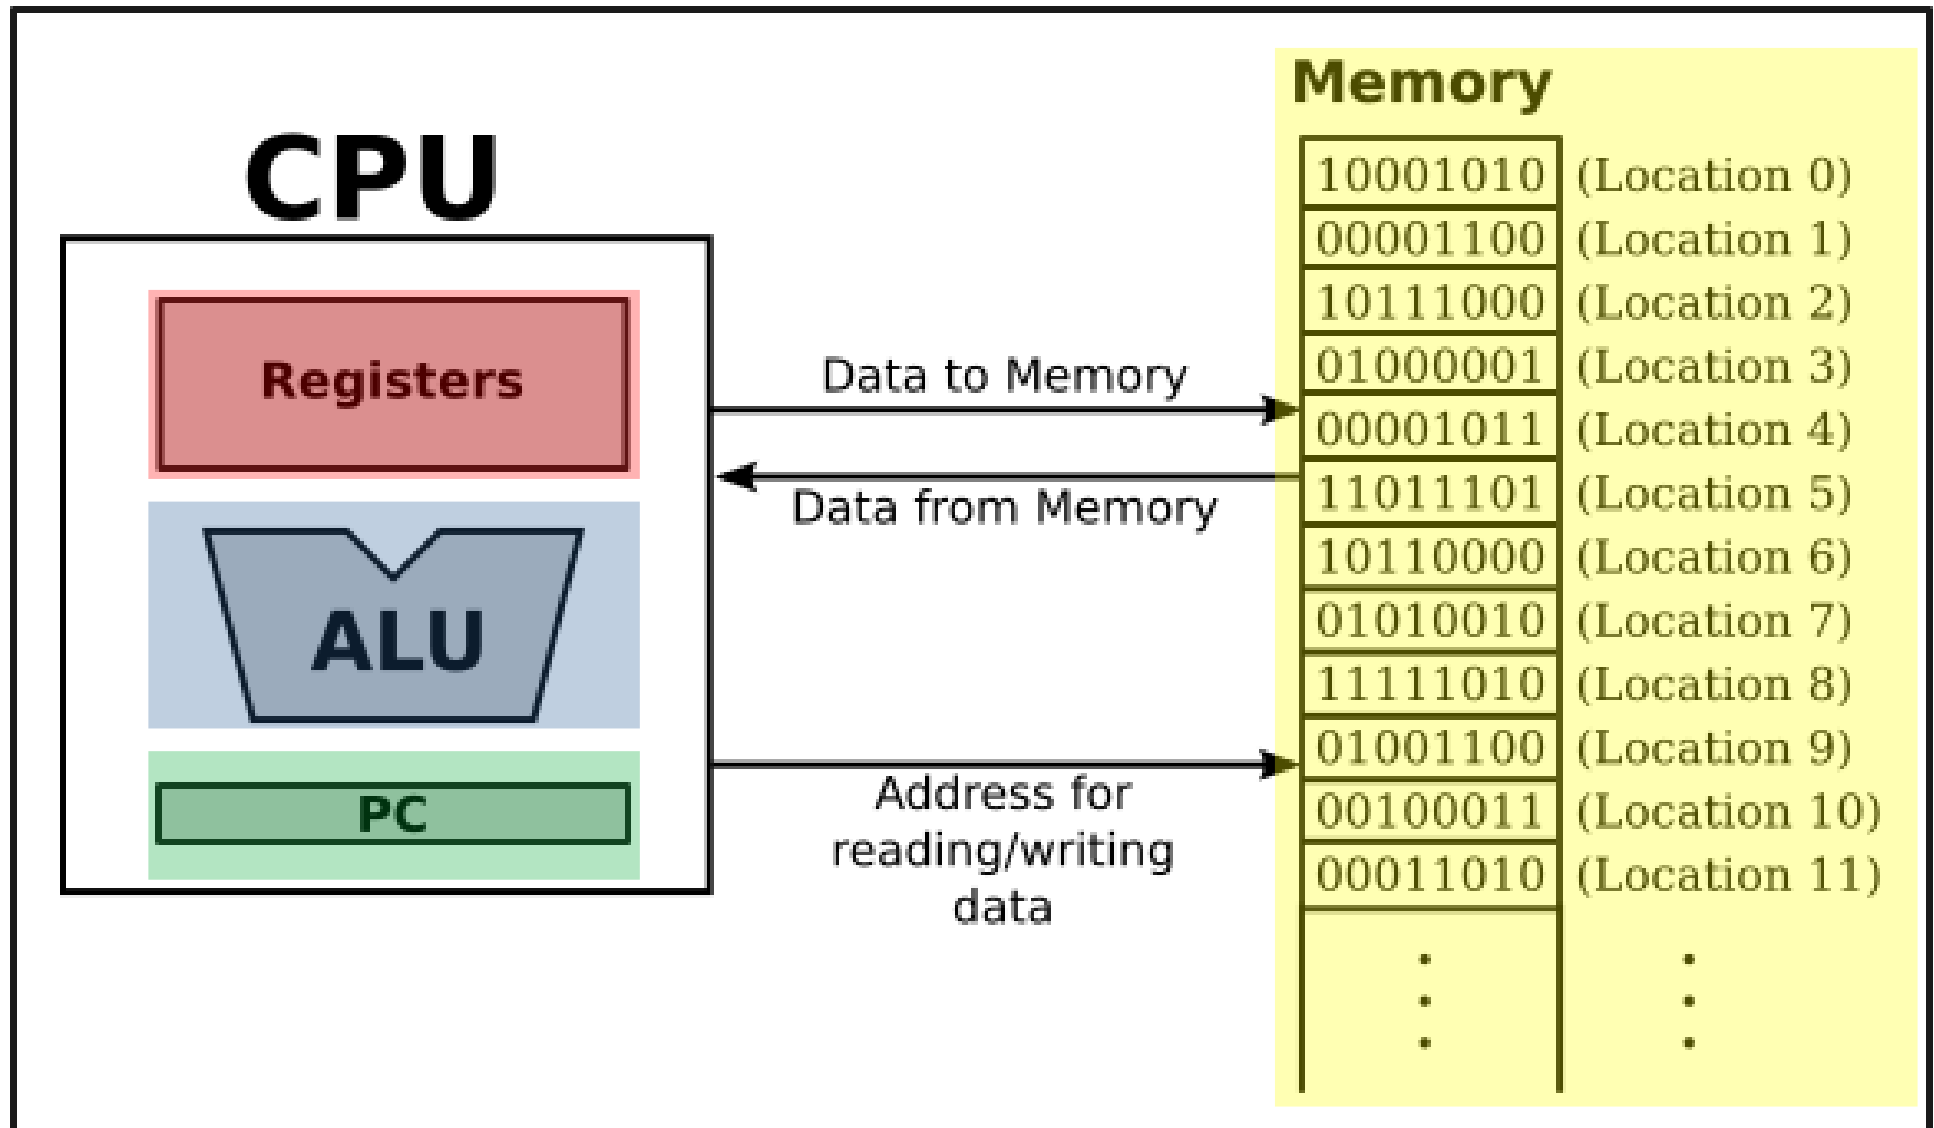 CPU
Registers
ALU
PC
Data to Memory
Data from Memory
Address for
reading/writing
data
Memory
10001010 (Location 0)
00001100 (Location 1)
10111000 (Location 2)
01000001 (Location 3)
00001011 (Location 4)
11011101 (Location 5)
10110000 (Location 6)
01010010 (Location 7)
11111010 (Location 8)
01001100 (Location 9)
00100011 (Location 10)
00011010 (Location 11)